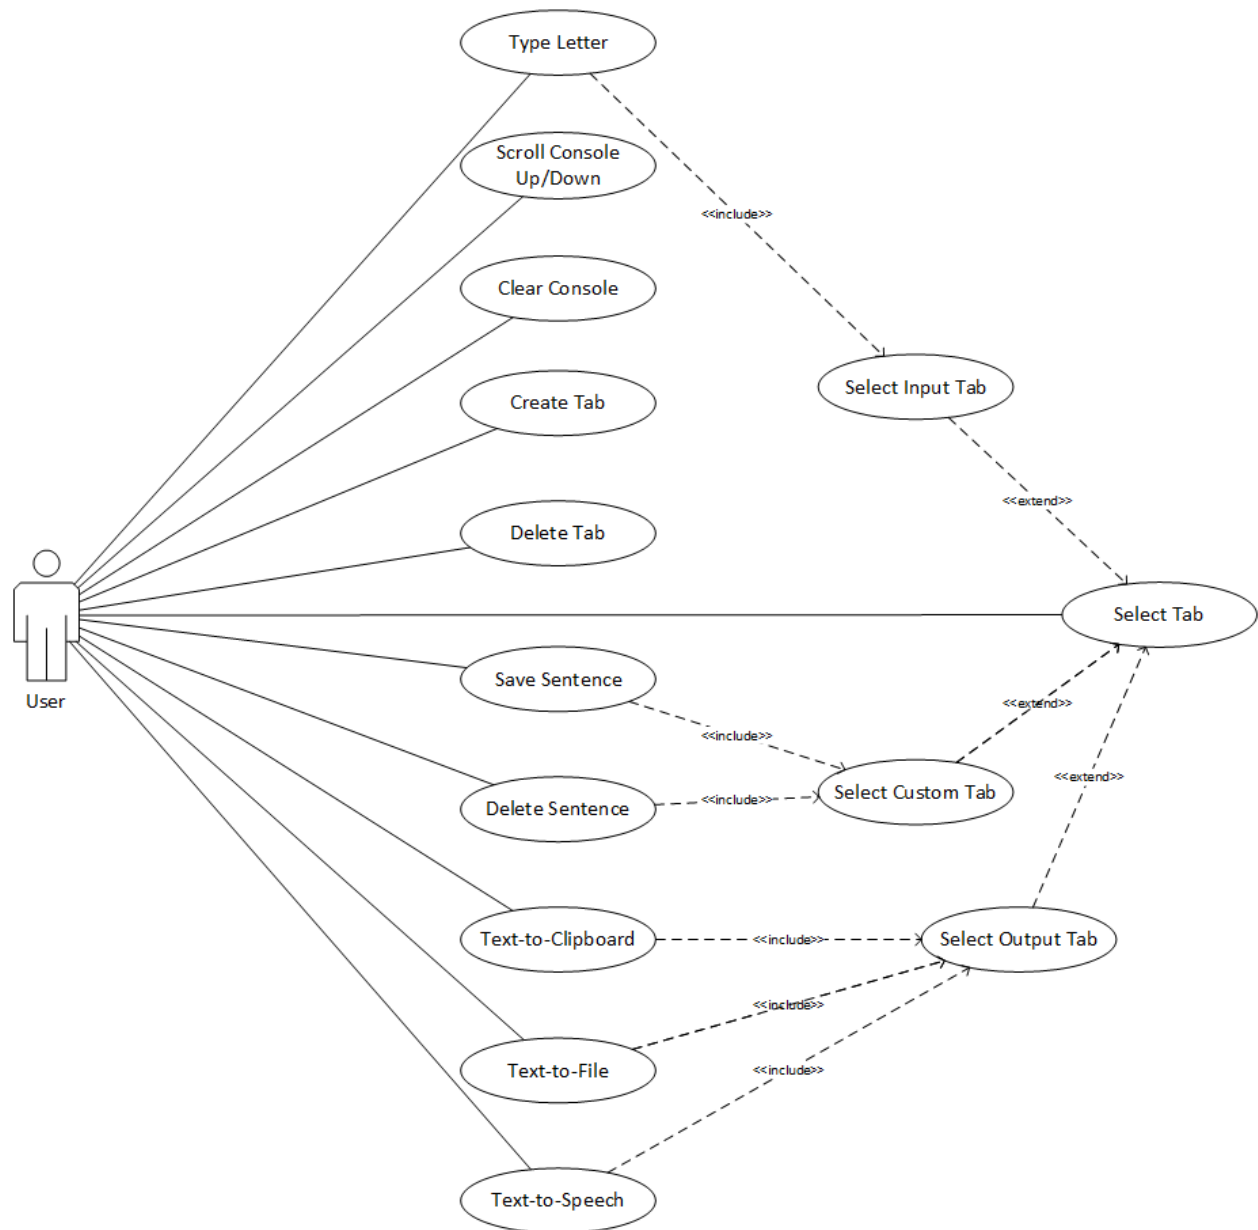 Type Letter
Scroll Console
Up/Down
<<include>>
Clear Console
Select Input Tab
Create Tab
<<extend>>
Delete Tab
Select Tab
User
Save Sentence
<<extend>>
<<include>>
<<extend>>
Select Custom Tab
<<include>>
Delete Sentence
Text-to-Clipboard
<<include>>
Select Output Tab
<<include>>
Text-to-File
<<include>>
Text-to-Speech